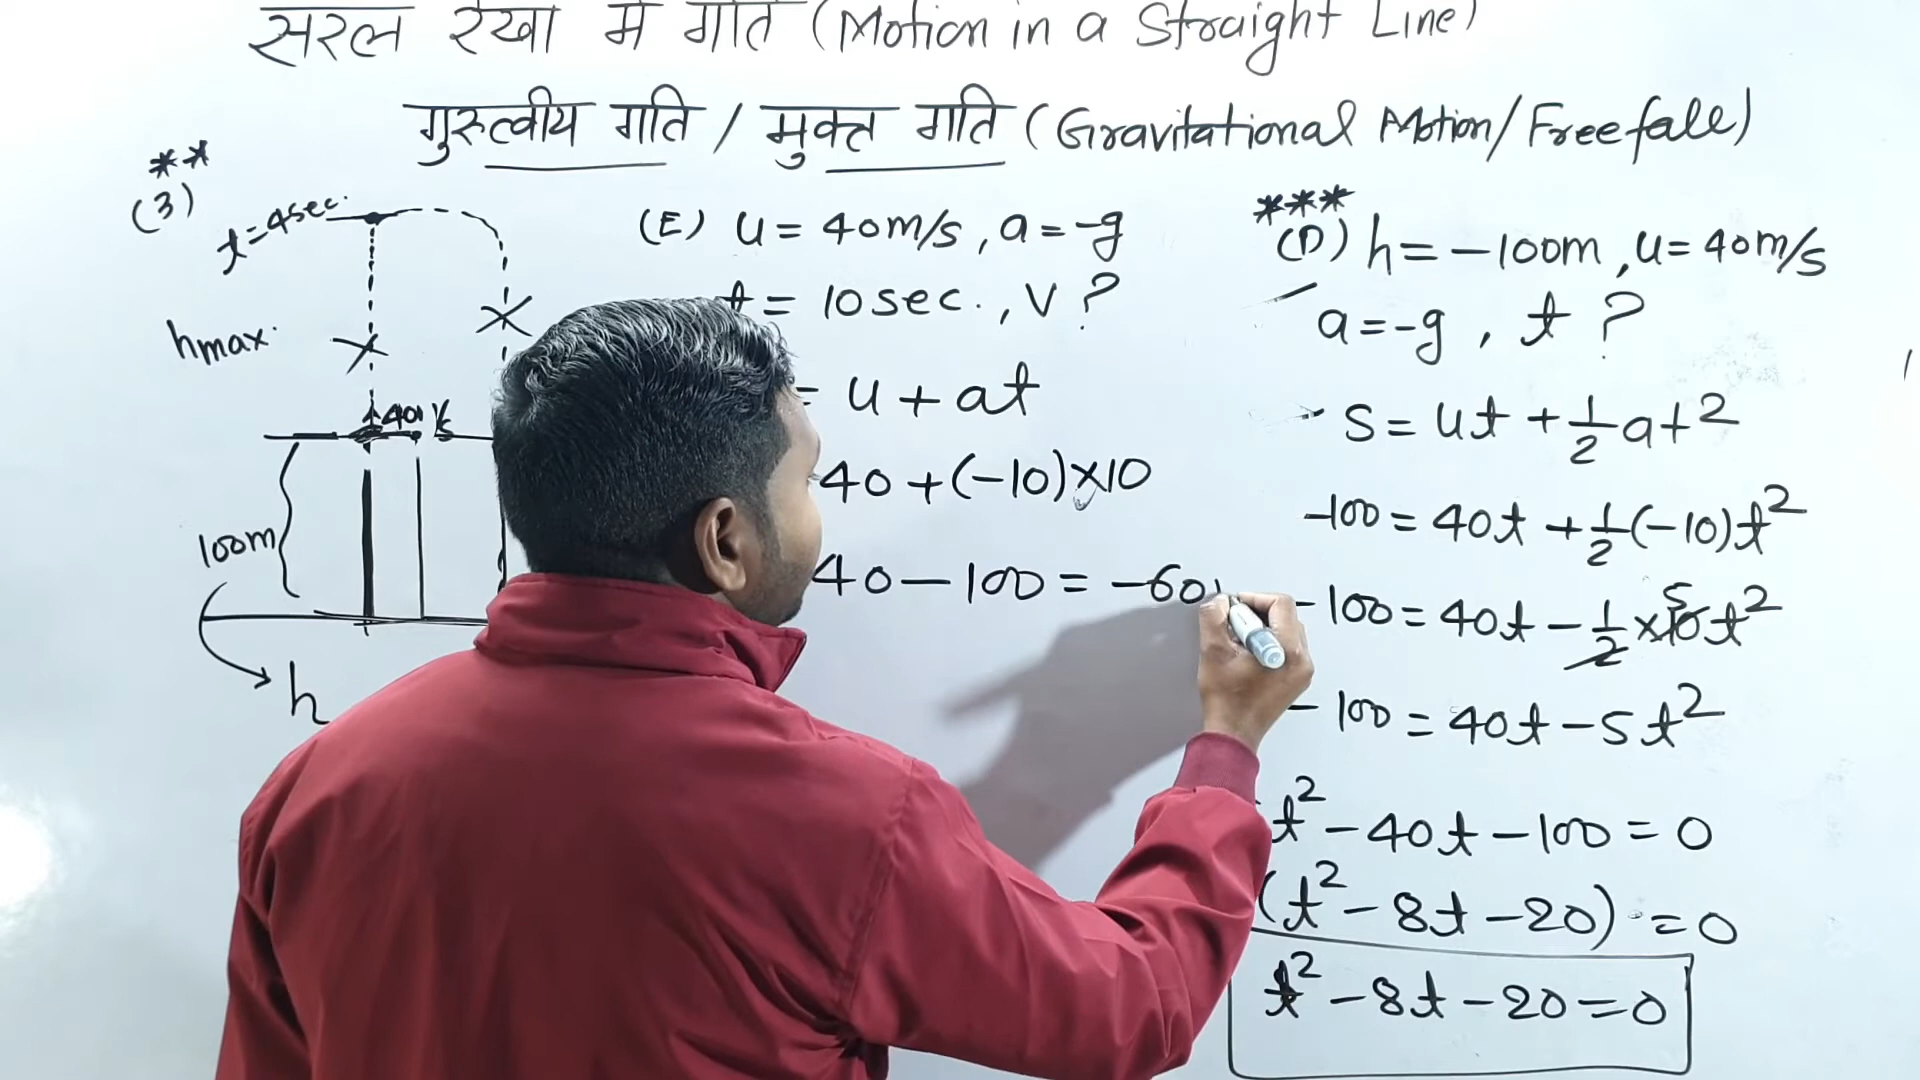 सरल रेखा में गति (Motion in a Straight Line)
गुरुत्वीय गति / मुक्त गति (Gravitational Motion/Freefall)
**
(3)
t=4sec.
hmax.
40
100m
h
(E) u = 40m/s, a = -g
t = 10sec., V ?
= u + at
40 + (-10)×10
40 - 100 = -60
***
(D) h = -100m, u = 40m/s
a = -g, t ?
S = ut + 1/2 at²
-100 = 40t + 1/2 (-10)t²
-100 = 40t - 1/2 × 10 t²
5
-100 = 40t - 5t²
t² - 40t - 100 = 0
(t² - 8t - 20) = 0
t² - 8t - 20 = 0